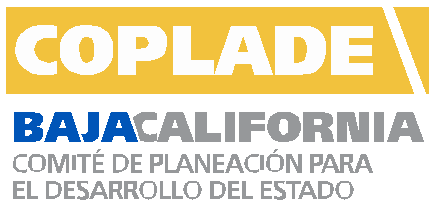 COPLADE
BAJACALIFORNIA
COMITÉ DE PLANEACIÓN PARA
EL DESARROLLO DEL ESTADO